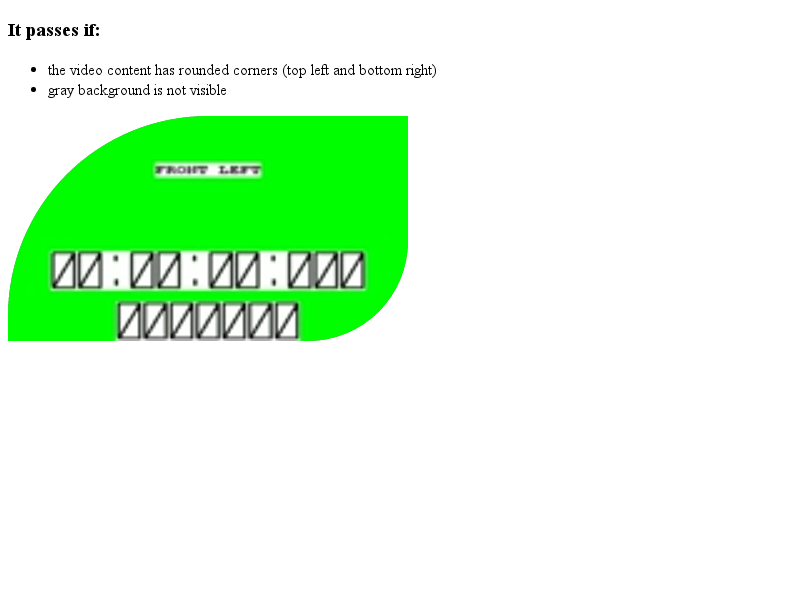 It passes if:
the video content has rounded corners (top left and bottom right)
gray background is not visible
FRONT LEFT
00:00:00:000
0000000